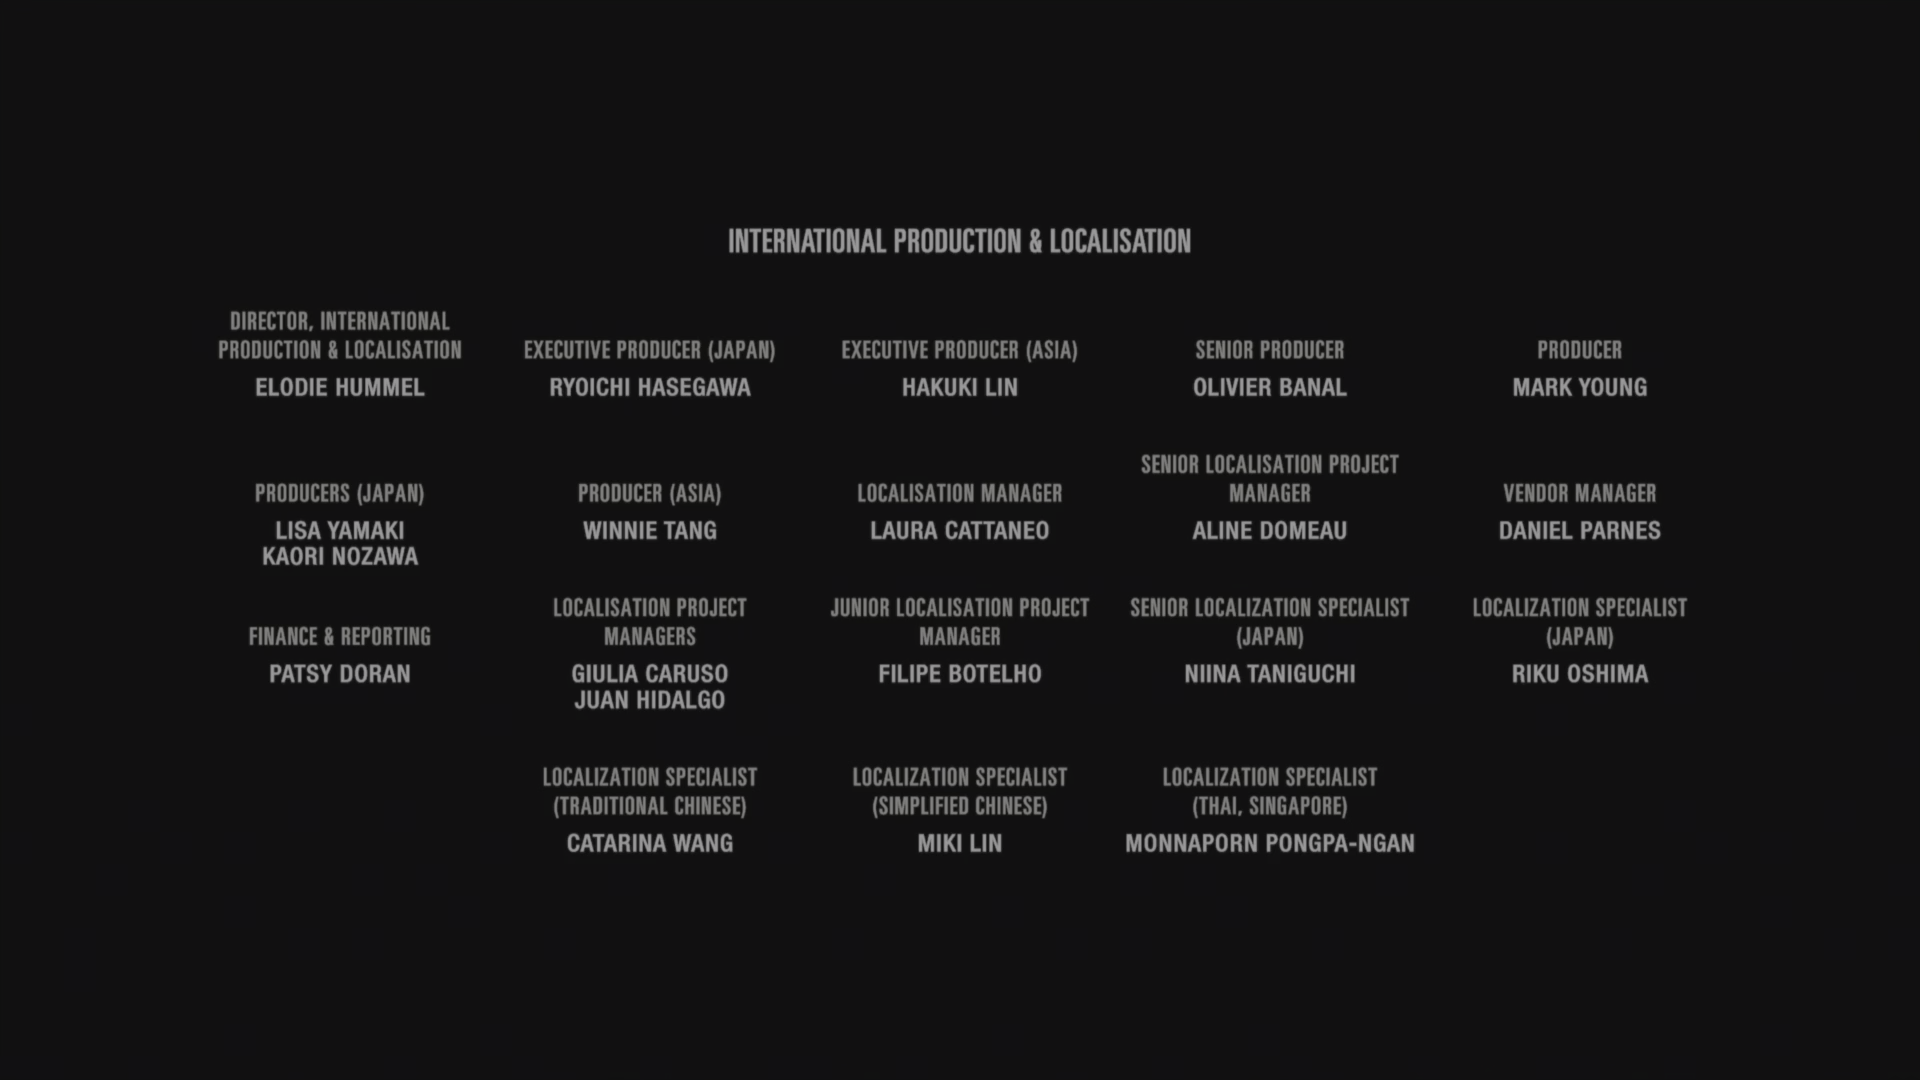 INTERNATIONAL PRODUCTION & LOCALISATION
DIRECTOR, INTERNATIONAL
PRODUCTION & LOCALISATION
ELODIE HUMMEL
EXECUTIVE PRODUCER (JAPAN)
RYOICHI HASEGAWA
EXECUTIVE PRODUCER (ASIA)
HAKUKI LIN
SENIOR PRODUCER
OLIVIER BANAL
PRODUCER
MARK YOUNG
PRODUCERS (JAPAN)
LISA YAMAKI
KAORI NOZAWA
PRODUCER (ASIA)
WINNIE TANG
LOCALISATION MANAGER
LAURA CATTANEO
SENIOR LOCALISATION PROJECT
MANAGER
ALINE DOMEAU
VENDOR MANAGER
DANIEL PARNES
FINANCE & REPORTING
PATSY DORAN
LOCALISATION PROJECT
MANAGERS
GIULIA CARUSO
JUAN HIDALGO
JUNIOR LOCALISATION PROJECT
MANAGER
FILIPE BOTELHO
SENIOR LOCALIZATION SPECIALIST
(JAPAN)
NIINA TANIGUCHI
LOCALIZATION SPECIALIST
(JAPAN)
RIKU OSHIMA
LOCALIZATION SPECIALIST
(TRADITIONAL CHINESE)
CATARINA WANG
LOCALIZATION SPECIALIST
(SIMPLIFIED CHINESE)
MIKI LIN
LOCALIZATION SPECIALIST
(THAI, SINGAPORE)
MONNAPORN PONGPA-NGAN